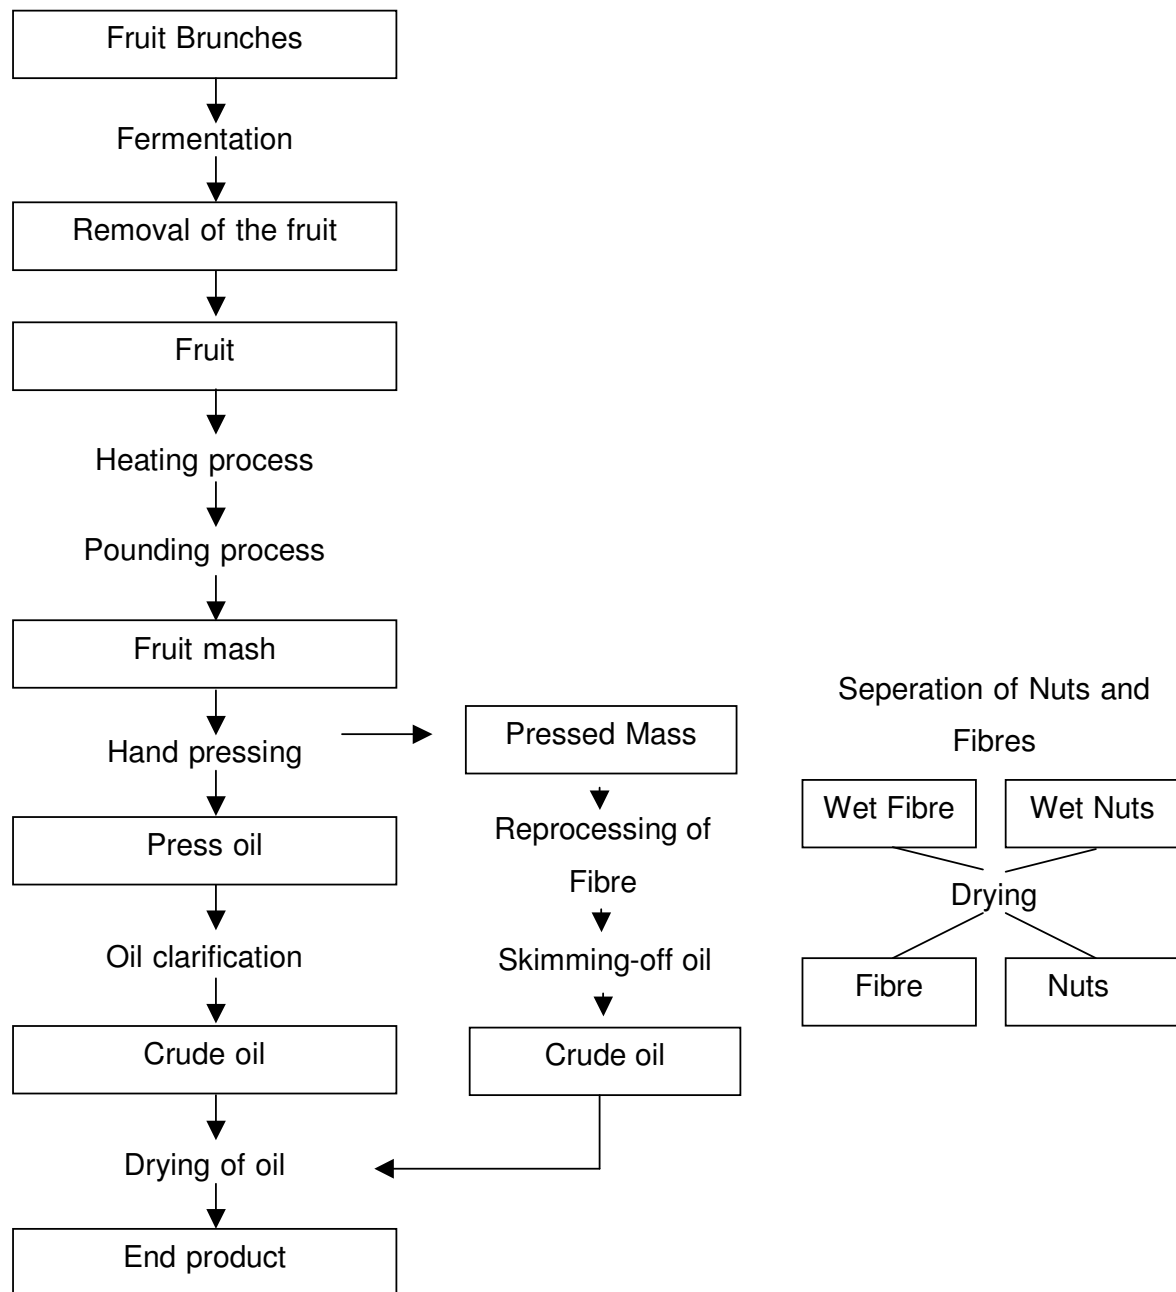 Fruit Brunches
Fermentation
Removal of the fruit
Fruit
Heating process
Pounding process
Fruit mash
Hand pressing
Press oil
Oil clarification
Crude oil
Drying of oil
End product
Pressed Mass
Reprocessing of
Fibre
Skimming-off oil
Crude oil
Seperation of Nuts and
Fibres
Wet Fibre
Wet Nuts
Drying
Fibre
Nuts